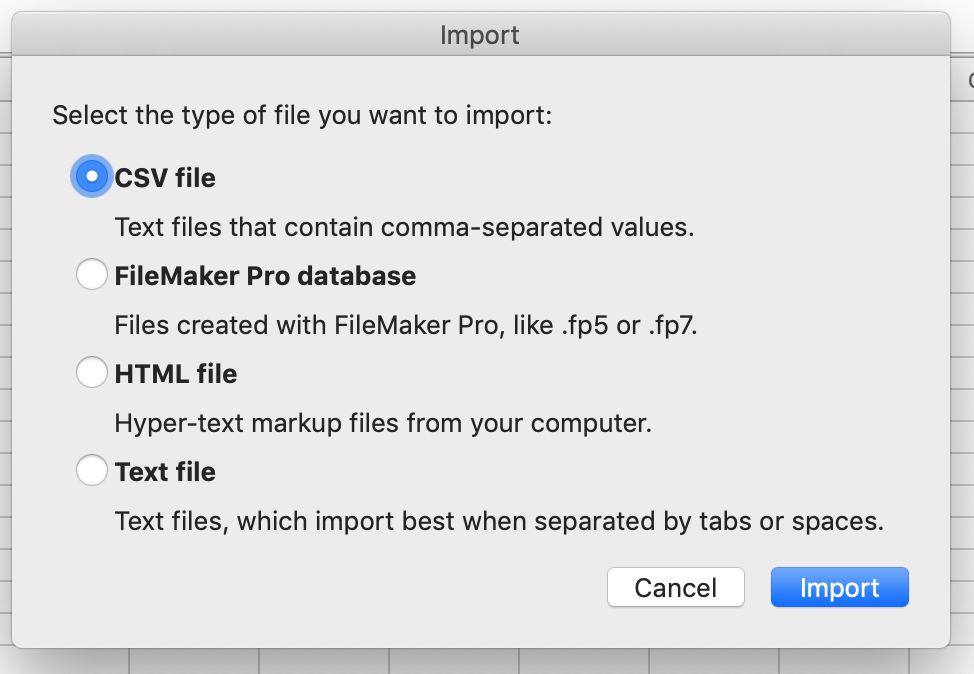 Import
Select the type of file you want to import:
CSV file
Text files that contain comma-separated values.
FileMaker Pro database
Files created with FileMaker Pro, like .fp5 or .fp7.
HTML file
Hyper-text markup files from your computer.
Text file
Text files, which import best when separated by tabs or spaces.
Cancel
Import